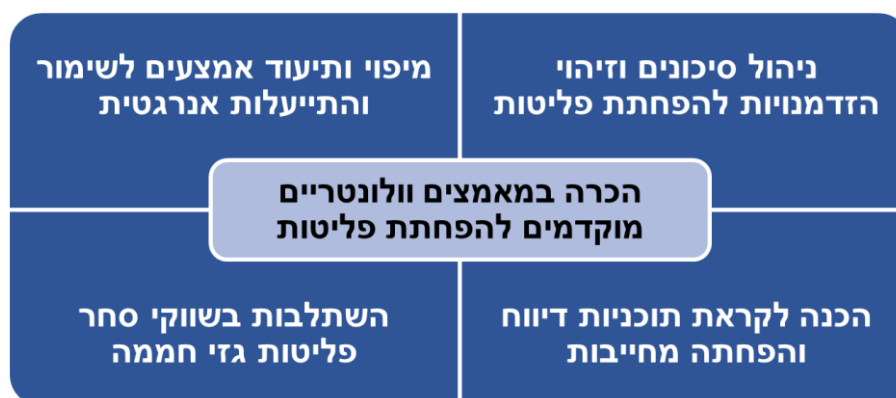 ניהול סיכונים וזיהוי
הזדמנויות להפחתת פליטות
מיפוי ותיעוד אמצעים לשימור
והתייעלות אנרגטית
הכרה במאמצים וולונטריים
מוקדמים להפחתת פליטות
הכנה לקראת תוכניות דיווח
והפחתה מחייבות
השתלבות בשווקי סחר
פליטות גזי חממה